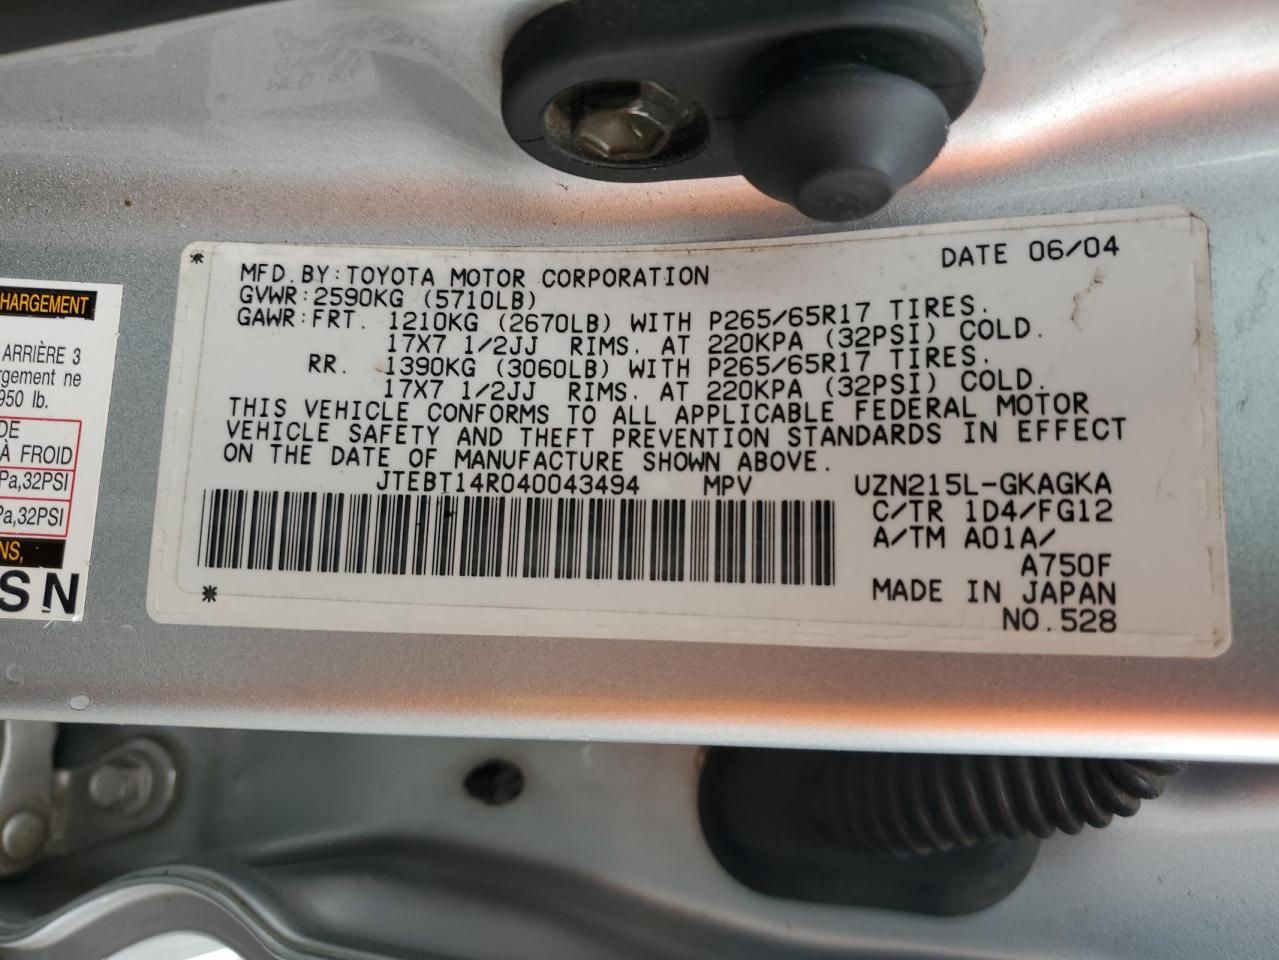 HARGEMENT
ARRIÈRE 3
rgement ne
950 lb.
DE
À FROID
Pa,32PSI
Pa,32PSI
NS,
SN
DATE 06/04
MFD.BY:TOYOTA MOTOR CORPORATION
GVWR:2590KG (5710LB)
GAWR:FRT. 1210KG (2670LB) WITH P265/65R17 TIRES.
17X7 1/2JJ RIMS. AT 220KPA (32PSI) COLD.
RR. 1390KG (3060LB) WITH P265/65R17 TIRES.
17X7 1/2JJ RIMS. AT 220KPA (32PSI) COLD.
THIS VEHICLE CONFORMS TO ALL APPLICABLE FEDERAL MOTOR
VEHICLE SAFETY AND THEFT PREVENTION STANDARDS IN EFFECT
ON THE DATE OF MANUFACTURE SHOWN ABOVE.
JTEBT14R040043494 MPV UZN215L-GKAGKA
C/TR 1D4/FG12
A/TM A01A/
A750F
MADE IN JAPAN
NO.528